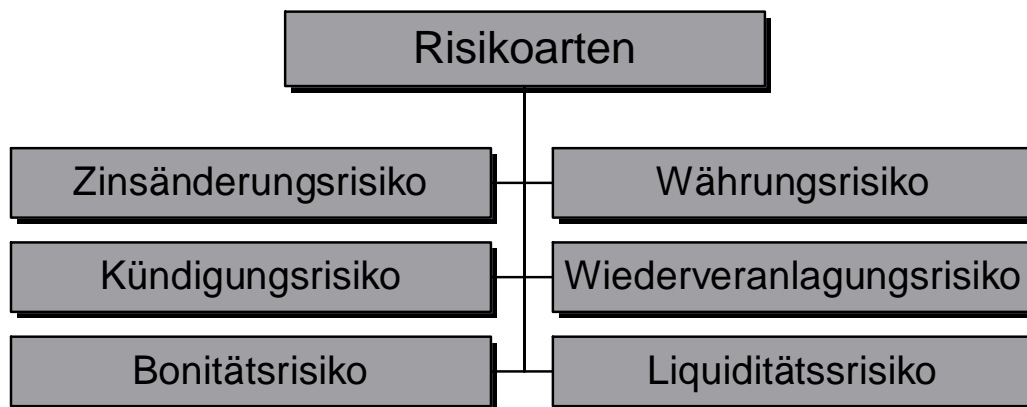 Risikoarten
Zinsänderungsrisiko
Währungsrisiko
Kündigungsrisiko
Wiederveranlagungsrisiko
Bonitätsrisiko
Liquiditätssrisiko